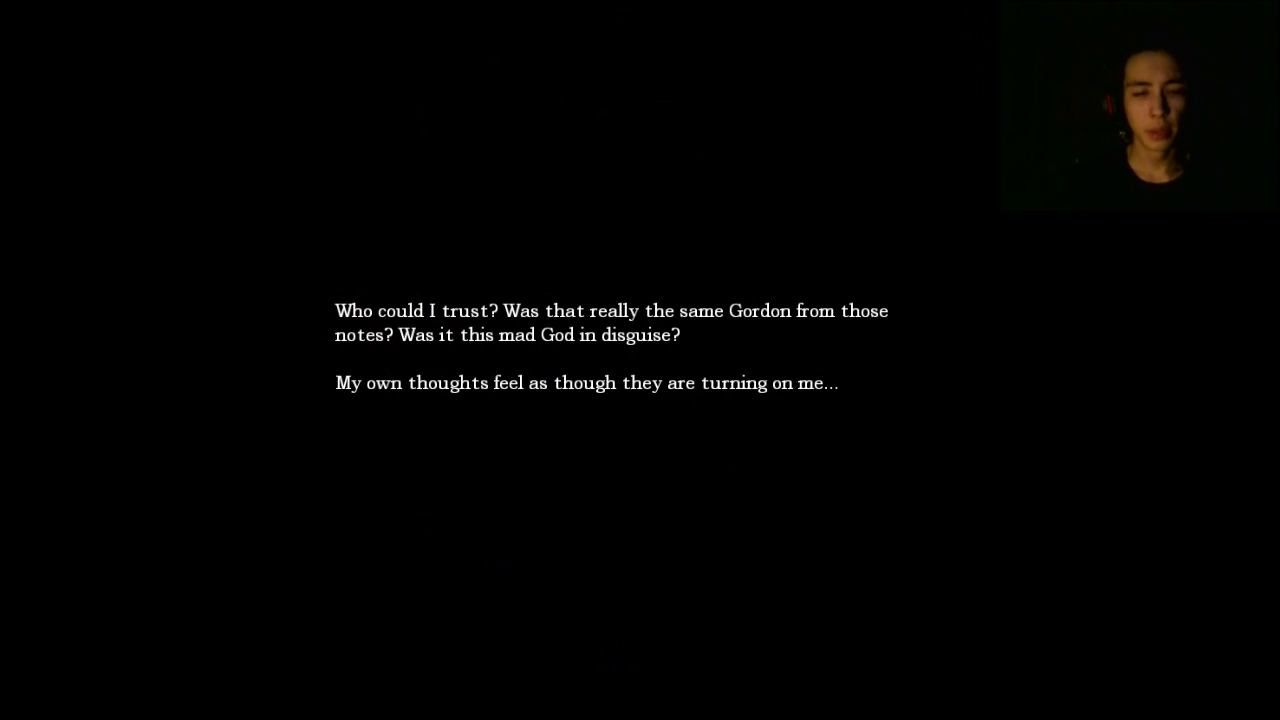 Who could I trust? Was that really the same Gordon from those
notes? Was it this mad God in disguise?
My own thoughts feel as though they are turning on me...